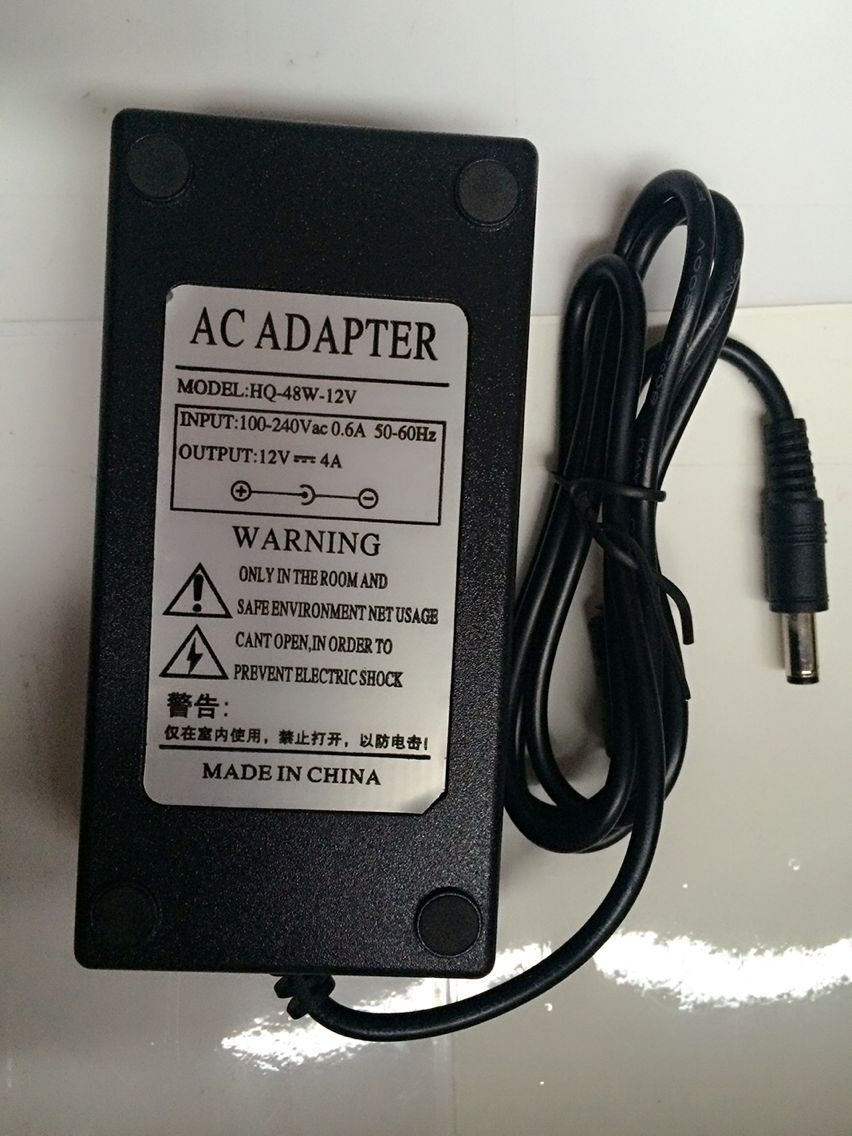 AC ADAPTER
MODEL:HQ-48W-12V
INPUT:100-240Vac 0.6A 50-60Hz
OUTPUT:12V⎓4A
WARNING
ONLY IN THE ROOM AND
SAFE ENVIRONMENT NET USAGE
CANT OPEN,IN ORDER TO
PREVENT ELECTRIC SHOCK
警告:
仅在室内使用，禁止打开，以防电击!
MADE IN CHINA